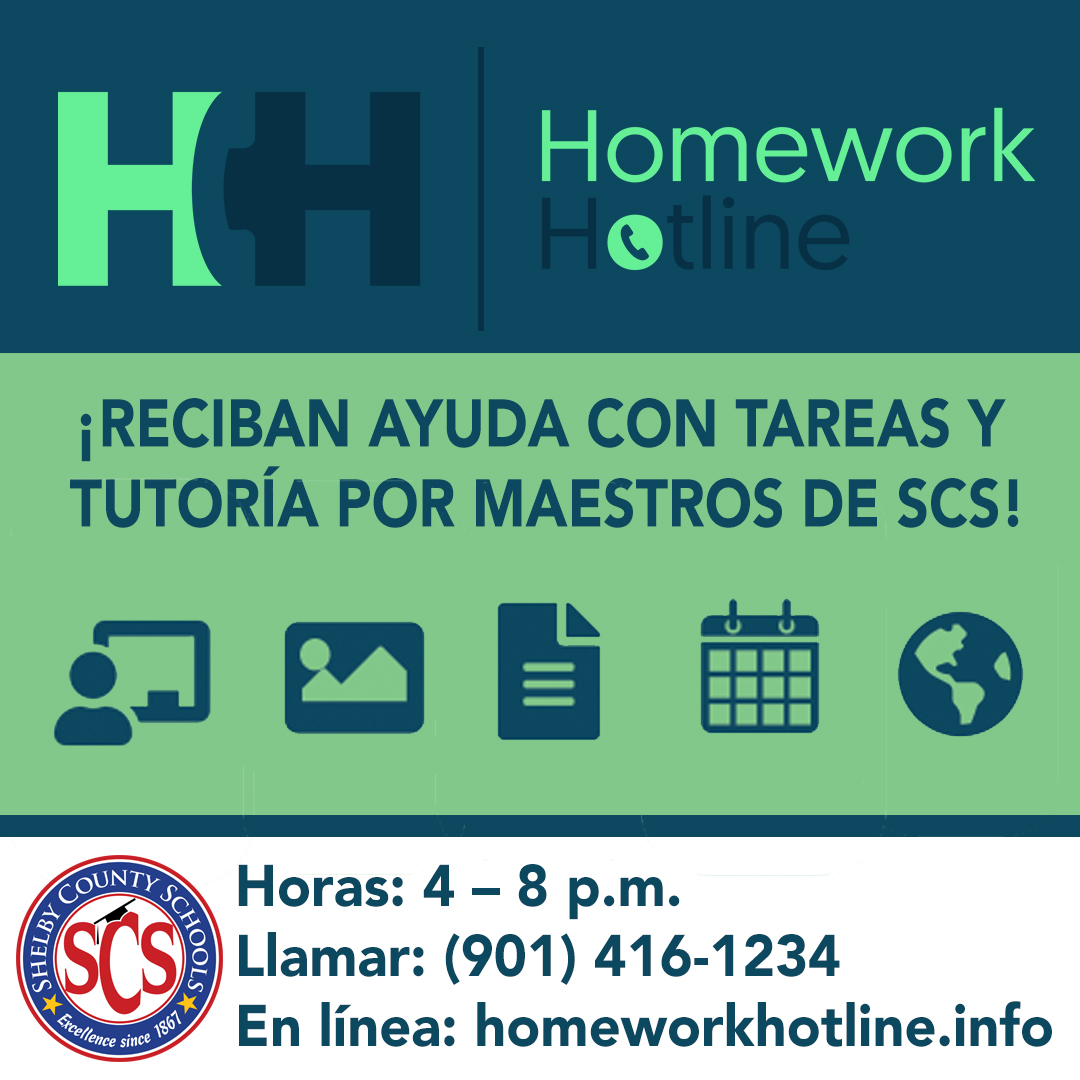 HH
Homework
Hotline
¡RECIBAN AYUDA CON TAREAS Y
TUTORÍA POR MAESTROS DE SCS!
SHELBY COUNTY SCHOOLS
SCS
Excellence since 1867
Horas: 4 – 8 p.m.
Llamar: (901) 416-1234
En línea: homeworkhotline.info